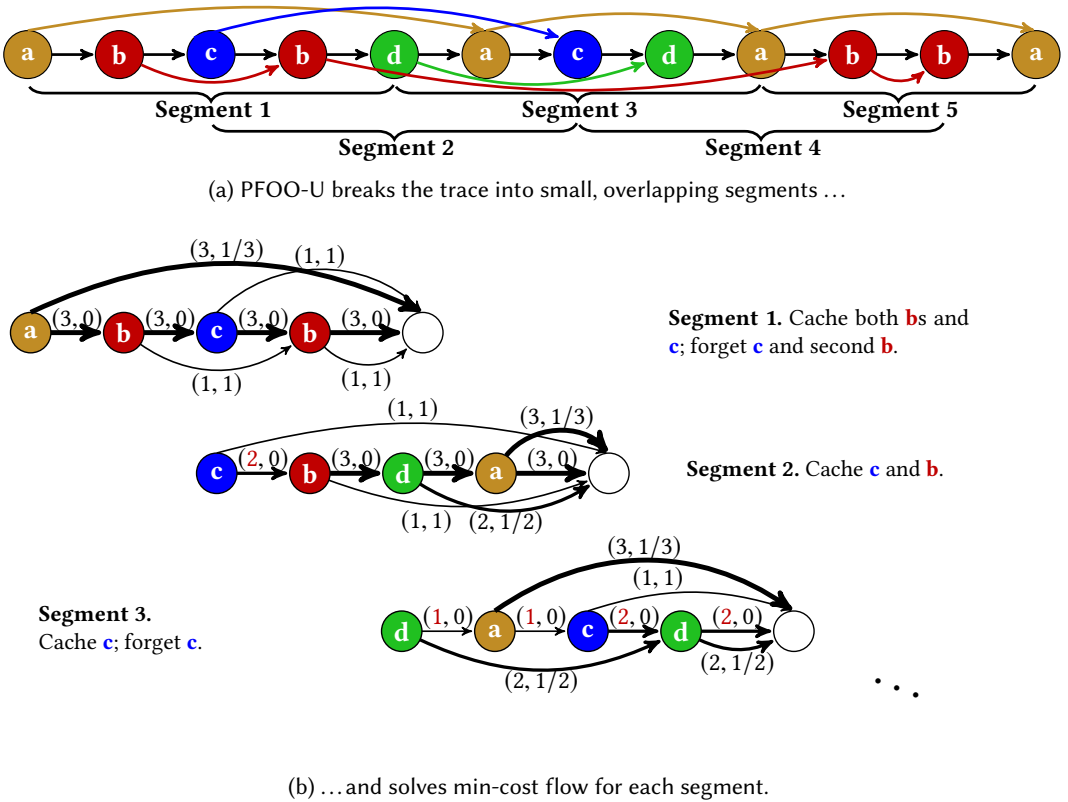 a b c b d a c d a b b a
Segment 1 Segment 3 Segment 5
Segment 2 Segment 4
(a) PFOO-U breaks the trace into small, overlapping segments ...
(3, 1/3) (1, 1)
a (3, 0) b (3, 0) c (3, 0) b (3, 0)
(1, 1) (1, 1)
Segment 1. Cache both bs and
c; forget c and second b.
(1, 1) (3, 1/3)
c (2, 0) b (3, 0) d (3, 0) a (3, 0)
(1, 1) (2, 1/2)
Segment 2. Cache c and b.
Segment 3.
Cache c; forget c.
(3, 1/3)
(1, 1)
d (1, 0) a (1, 0) c (2, 0) d (2, 0)
(2, 1/2) (2, 1/2)
...
(b) ...and solves min-cost flow for each segment.